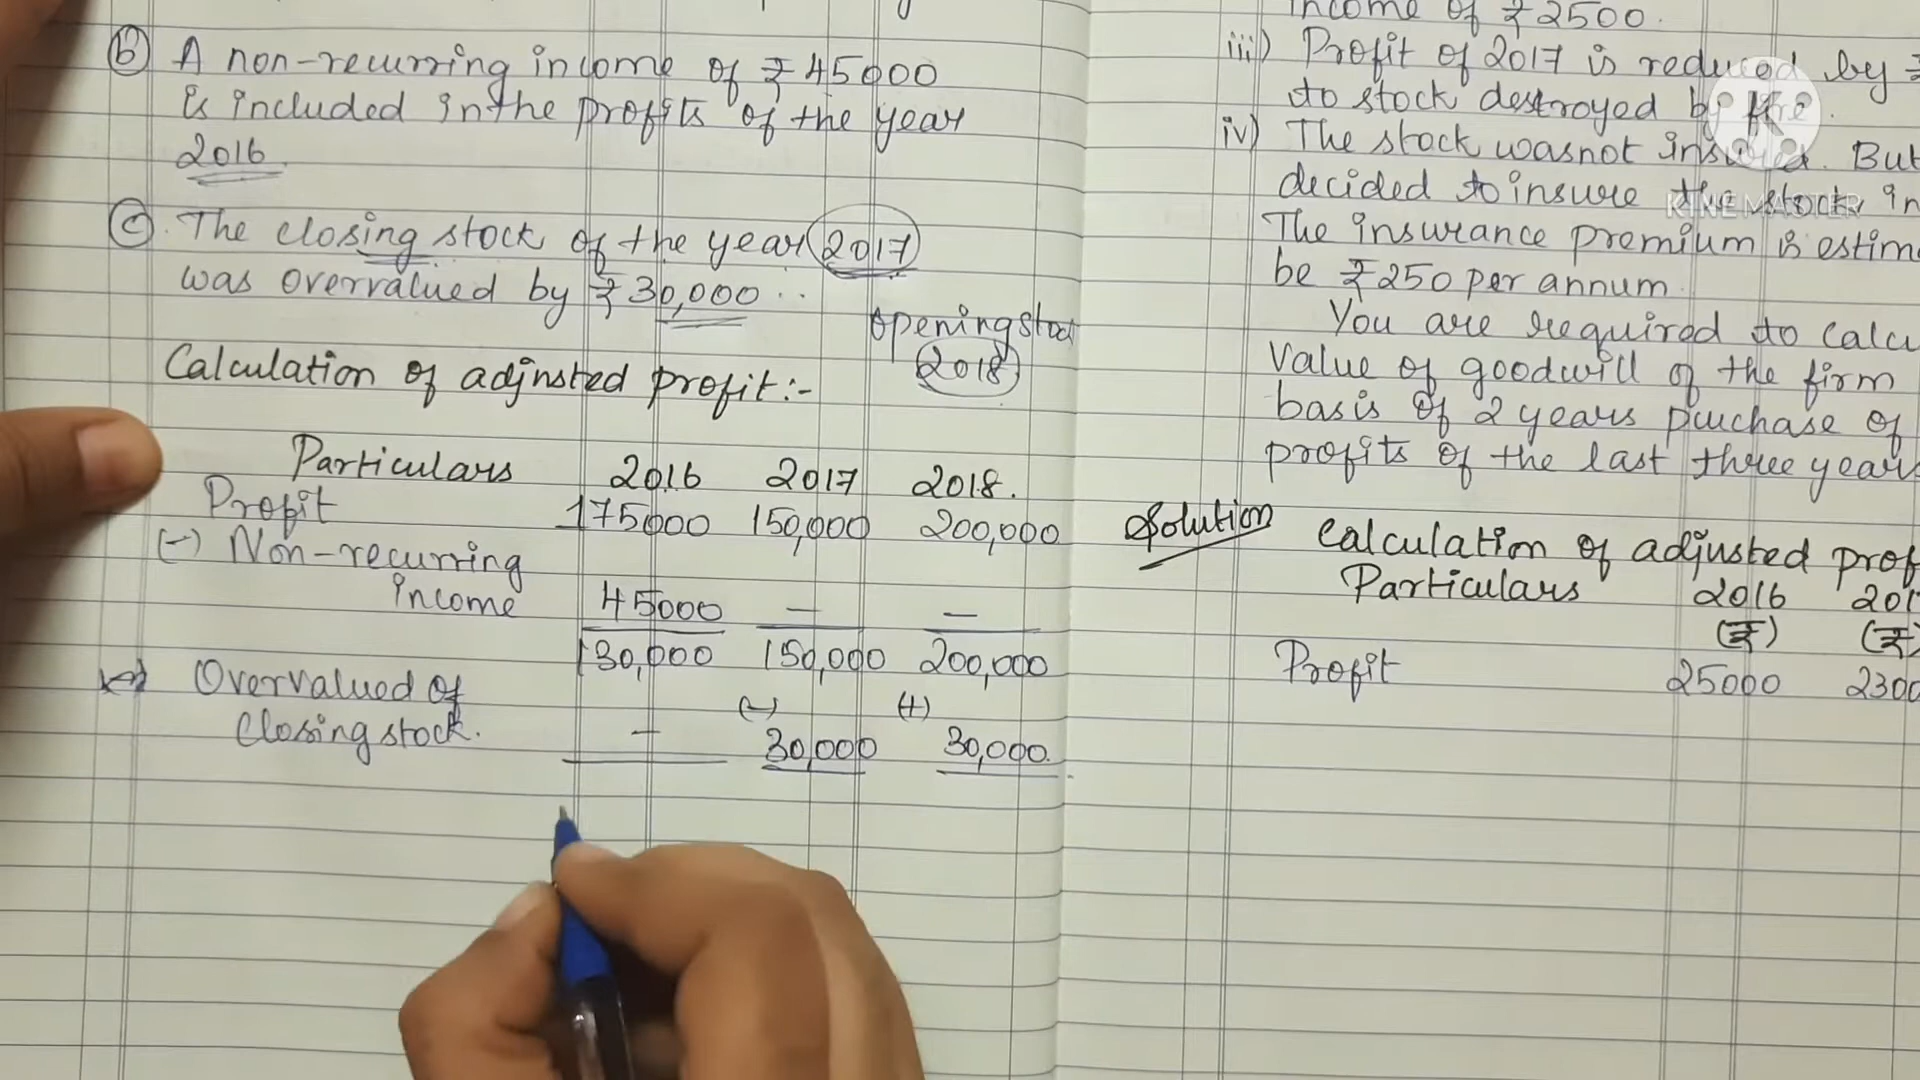 b) A non-recurring income of ₹45000
is included in the profits of the year
2016
c) The closing stock of the year 2017
was overvalued by ₹30,000
Opening stock
2018
Calculation of adjusted profit:-
Particulars 2016 2017 2018.
Profit 175000 150,000 200,000
(-) Non-recurring
income 45000 — —
130,000 150,000 200,000
Overvalued of
Closing stock. — (-) 30,000 (+) 30,000.
income of ₹2500.
iii) Profit of 2017 is reduced by ₹
to stock destroyed by fire.
iv) The stock was not insured. But
decided to insure the stock in
The insurance premium is estim
be ₹250 per annum.
You are required to calcu
Value of goodwill of the firm
basis of 2 years purchase of
profits of the last three years
Solution Calculation of adjusted prof
Particulars 2016 201
(₹) (₹)
Profit 25000 2300
K
KINEMASTER